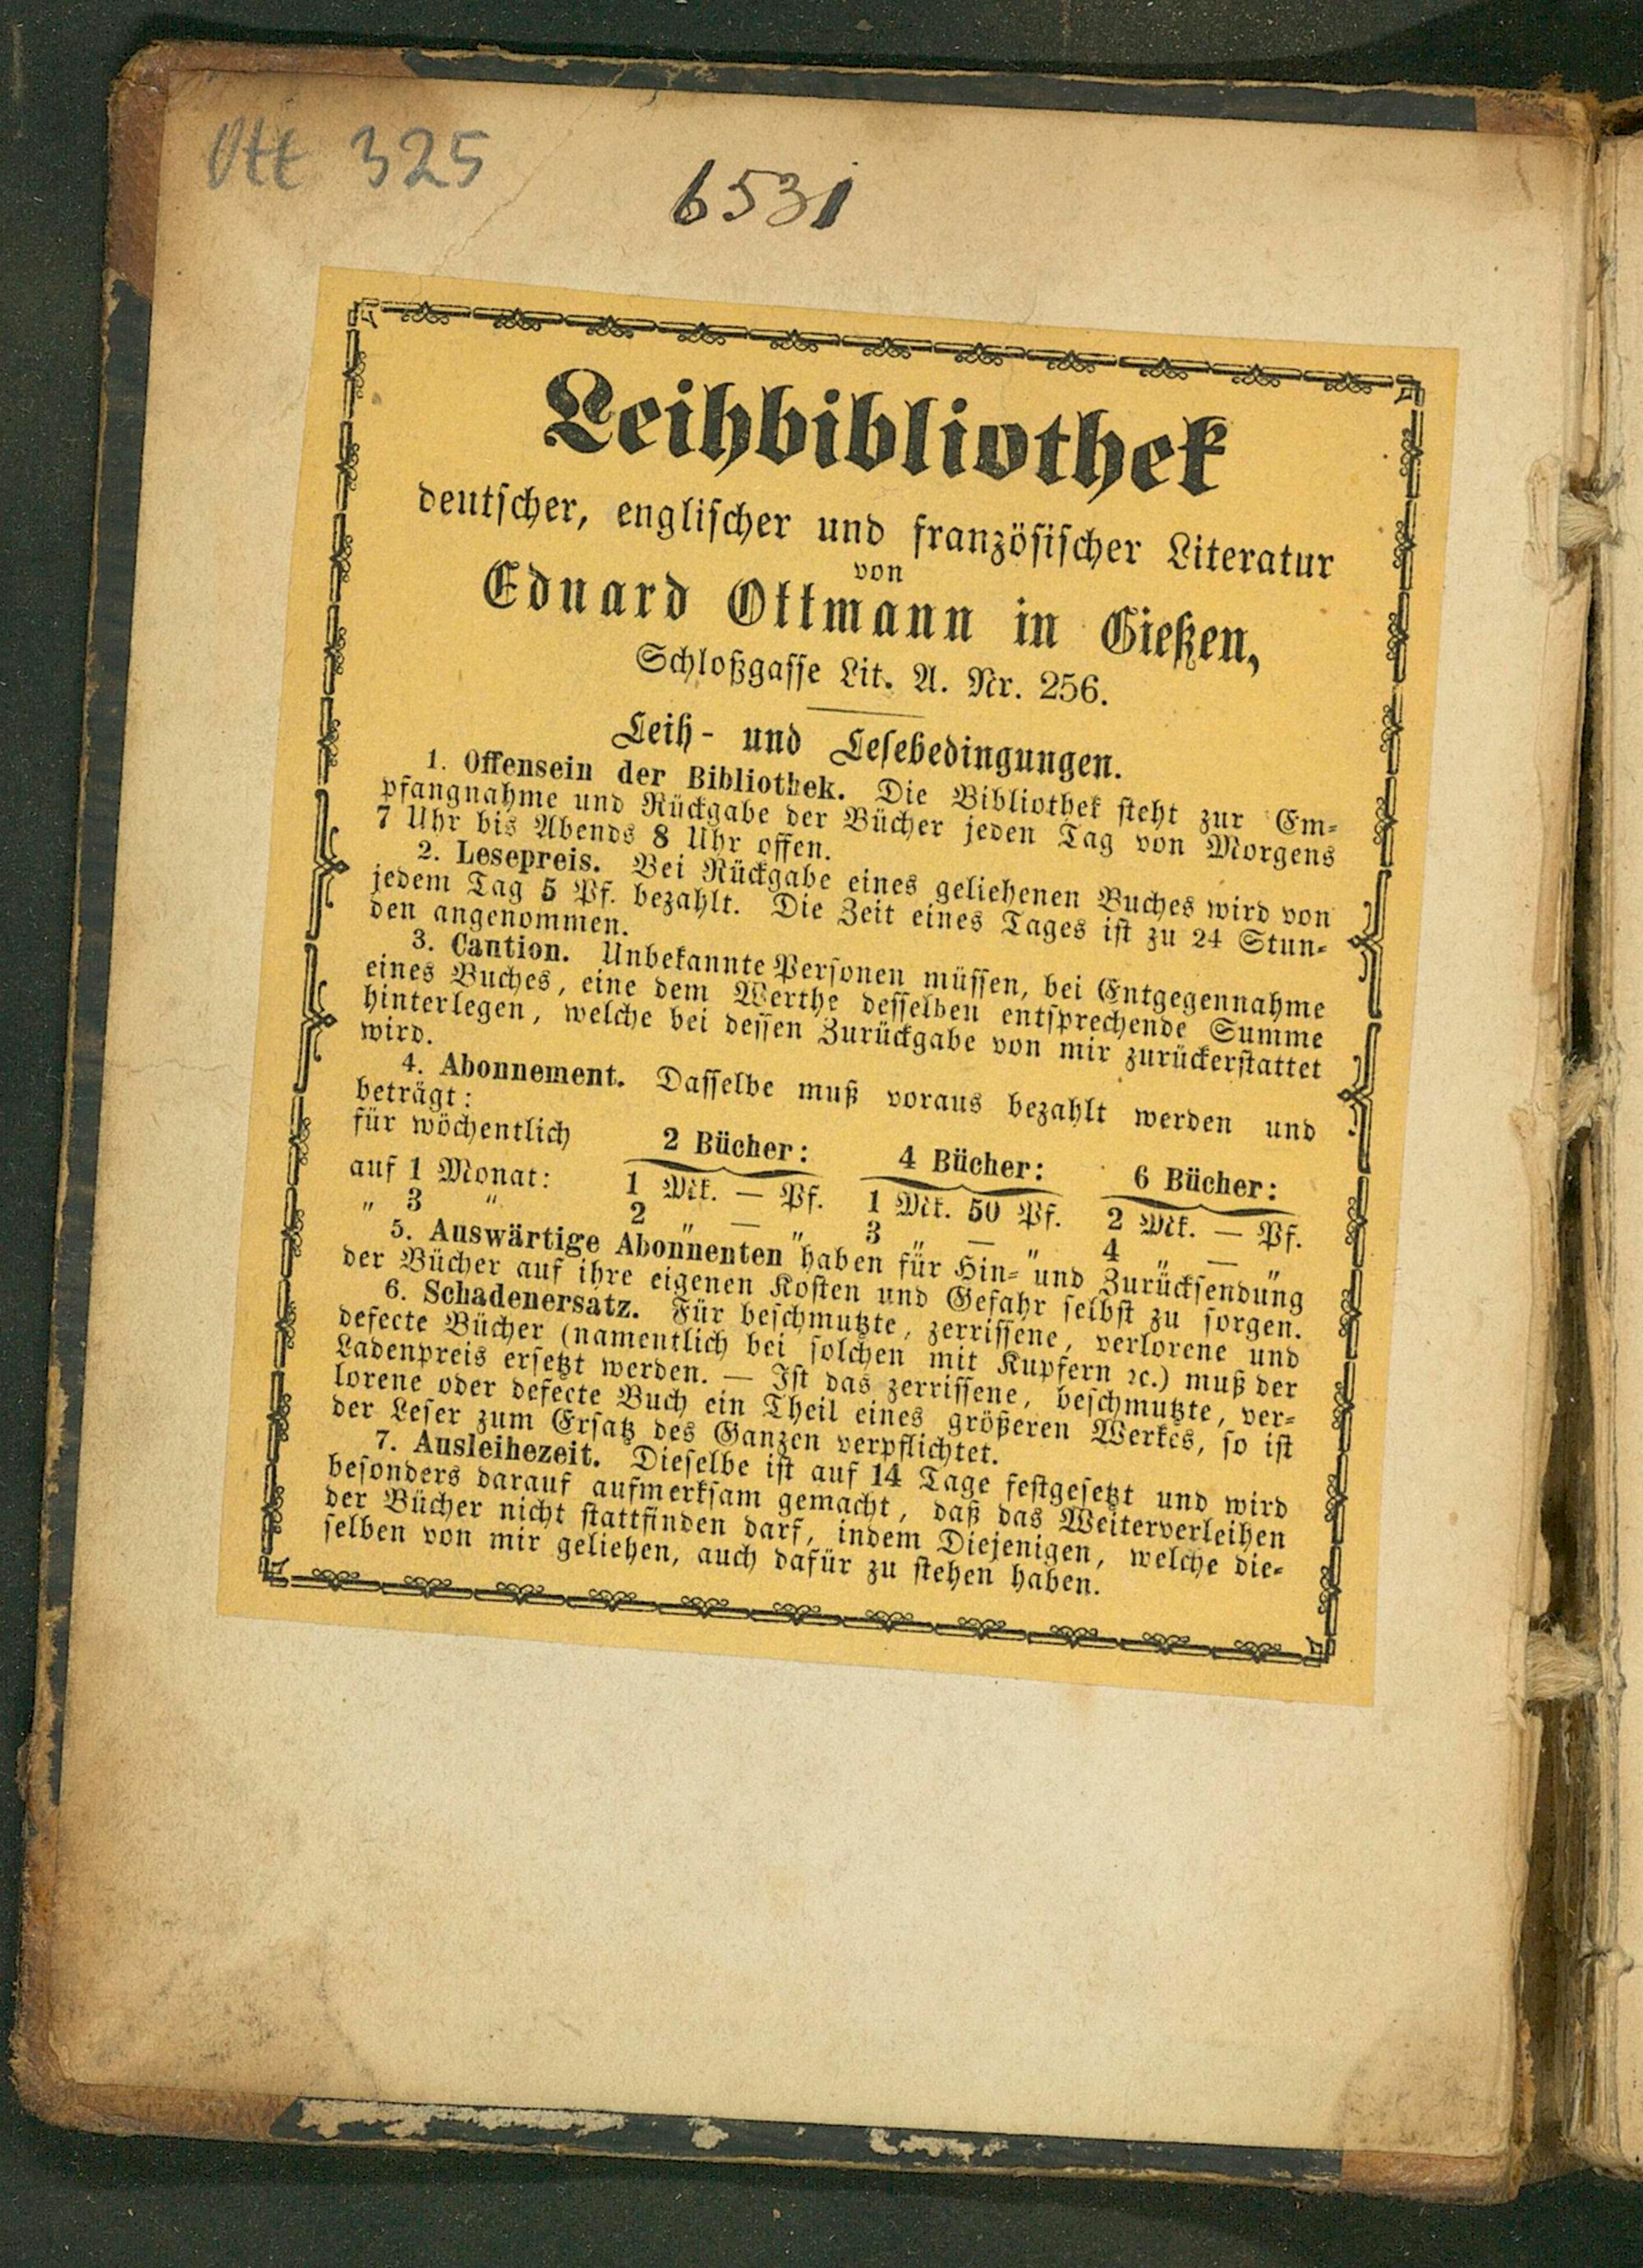 Ott 325
6531
Leihbibliothek
deutscher, englischer und französischer Literatur
von
Eduard Ottmann in Gießen,
Schloßgasse Lit. A. Nr. 256.
Leih- und Lesebedingungen.
1. Offensein der Bibliothek. Die Bibliothek steht zur Em-
pfangnahme und Rückgabe der Bücher jeden Tag von Morgens
7 Uhr bis Abends 8 Uhr offen.
2. Lesepreis. Bei Rückgabe eines geliehenen Buches wird von
jedem Tag 5 Pf. bezahlt. Die Zeit eines Tages ist zu 24 Stun-
den angenommen.
3. Cantion. Unbekannte Personen müssen, bei Entgegennahme
eines Buches, eine dem Werthe desselben entsprechende Summe
hinterlegen, welche bei dessen Zurückgabe von mir zurückerstattet
wird.
4. Abonnement. Dasselbe muß voraus bezahlt werden und
beträgt:
für wöchentlich 2 Bücher: 4 Bücher: 6 Bücher:
auf 1 Monat: 1 Mk. — Pf. 1 Mk. 50 Pf. 2 Mk. — Pf.
" 3 " 2 " — " 3 " — " 4 " — "
5. Auswärtige Abonnenten haben für Hin- und Zurücksendung
der Bücher auf ihre eigenen Kosten und Gefahr selbst zu sorgen.
6. Schadenersatz. Für beschmutzte, zerrissene, verlorene und
defecte Bücher (namentlich bei solchen mit Kupfern ꝛc.) muß der
Ladenpreis ersetzt werden. — Ist das zerrissene, beschmutzte, ver-
lorene oder defecte Buch ein Theil eines größeren Werkes, so ist
der Leser zum Ersatz des Ganzen verpflichtet.
7. Ausleihezeit. Dieselbe ist auf 14 Tage festgesetzt und wird
besonders darauf aufmerksam gemacht, daß das Weiterverleihen
der Bücher nicht stattfinden darf, indem Diejenigen, welche die-
selben von mir geliehen, auch dafür zu stehen haben.